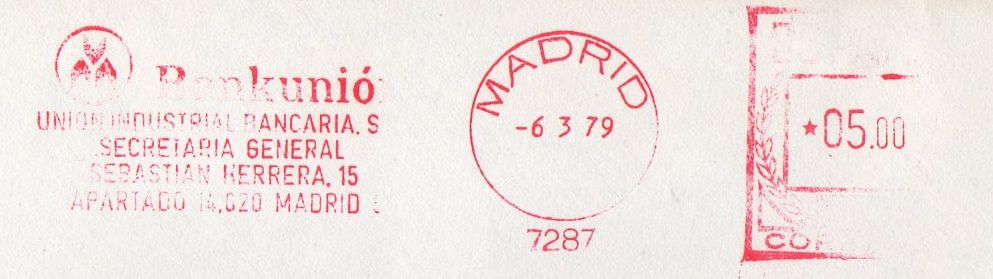 Bankunión
UNION INDUSTRIAL BANCARIA, S
SECRETARIA GENERAL
SEBASTIAN HERRERA, 15
APARTADO 14,020 MADRID
MADRID
-6 3 79
7287
*05.00